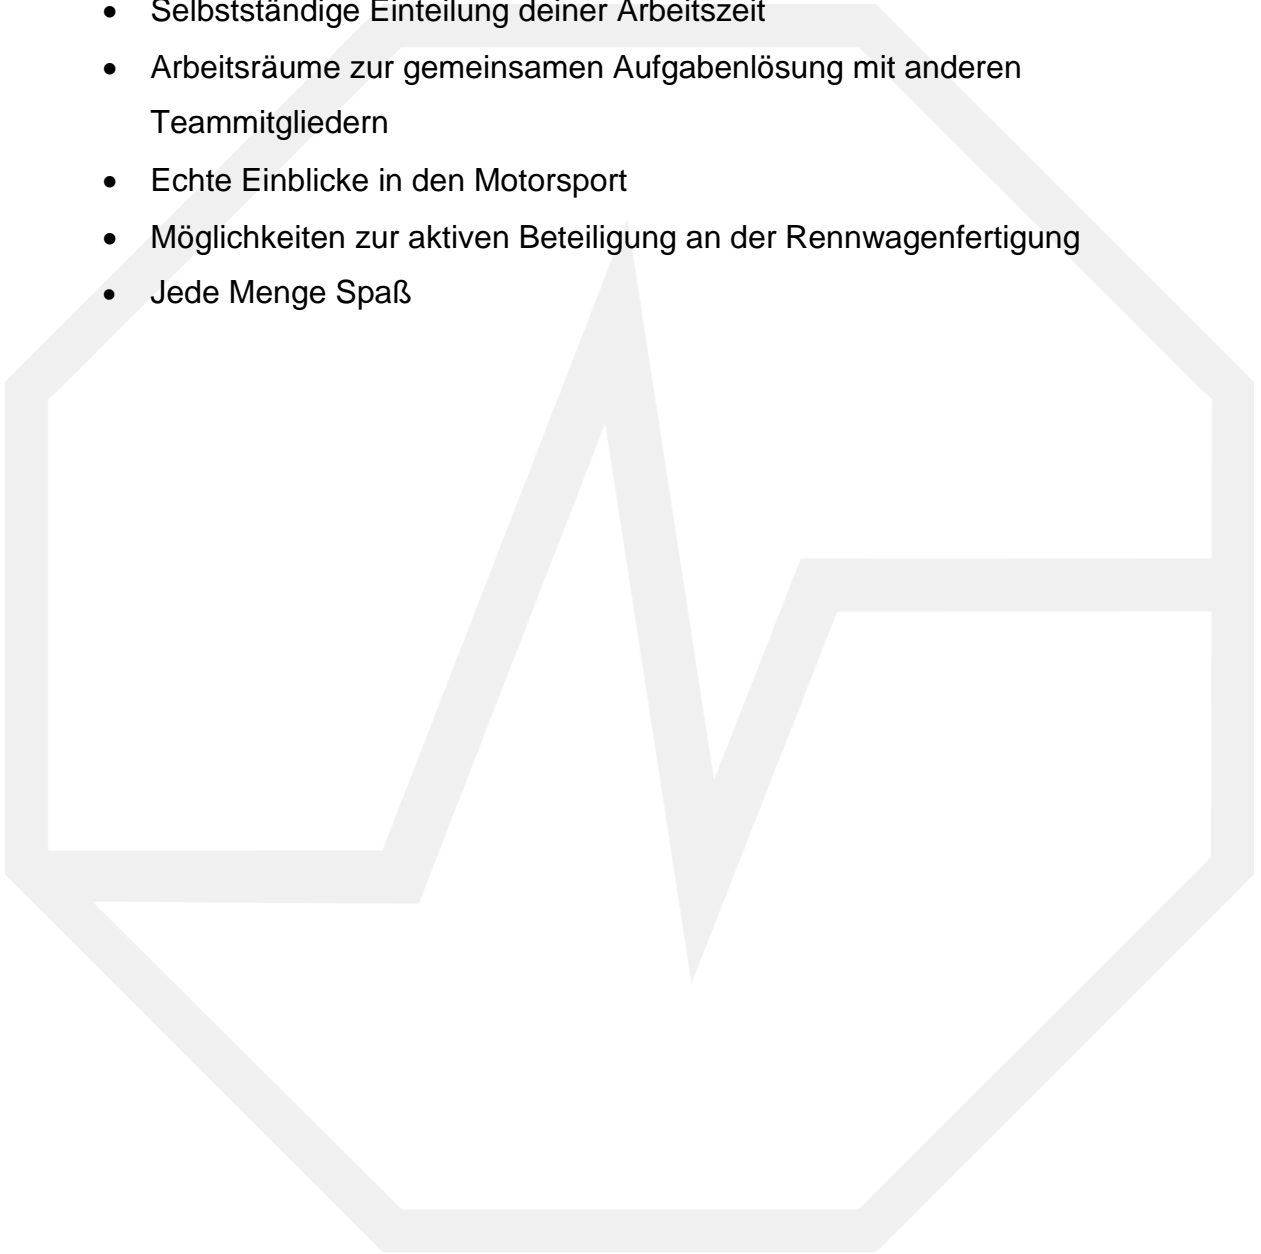 • Selbstständige Einteilung deiner Arbeitszeit
• Arbeitsräume zur gemeinsamen Aufgabenlösung mit anderen
Teammitgliedern
• Echte Einblicke in den Motorsport
• Möglichkeiten zur aktiven Beteiligung an der Rennwagenfertigung
• Jede Menge Spaß